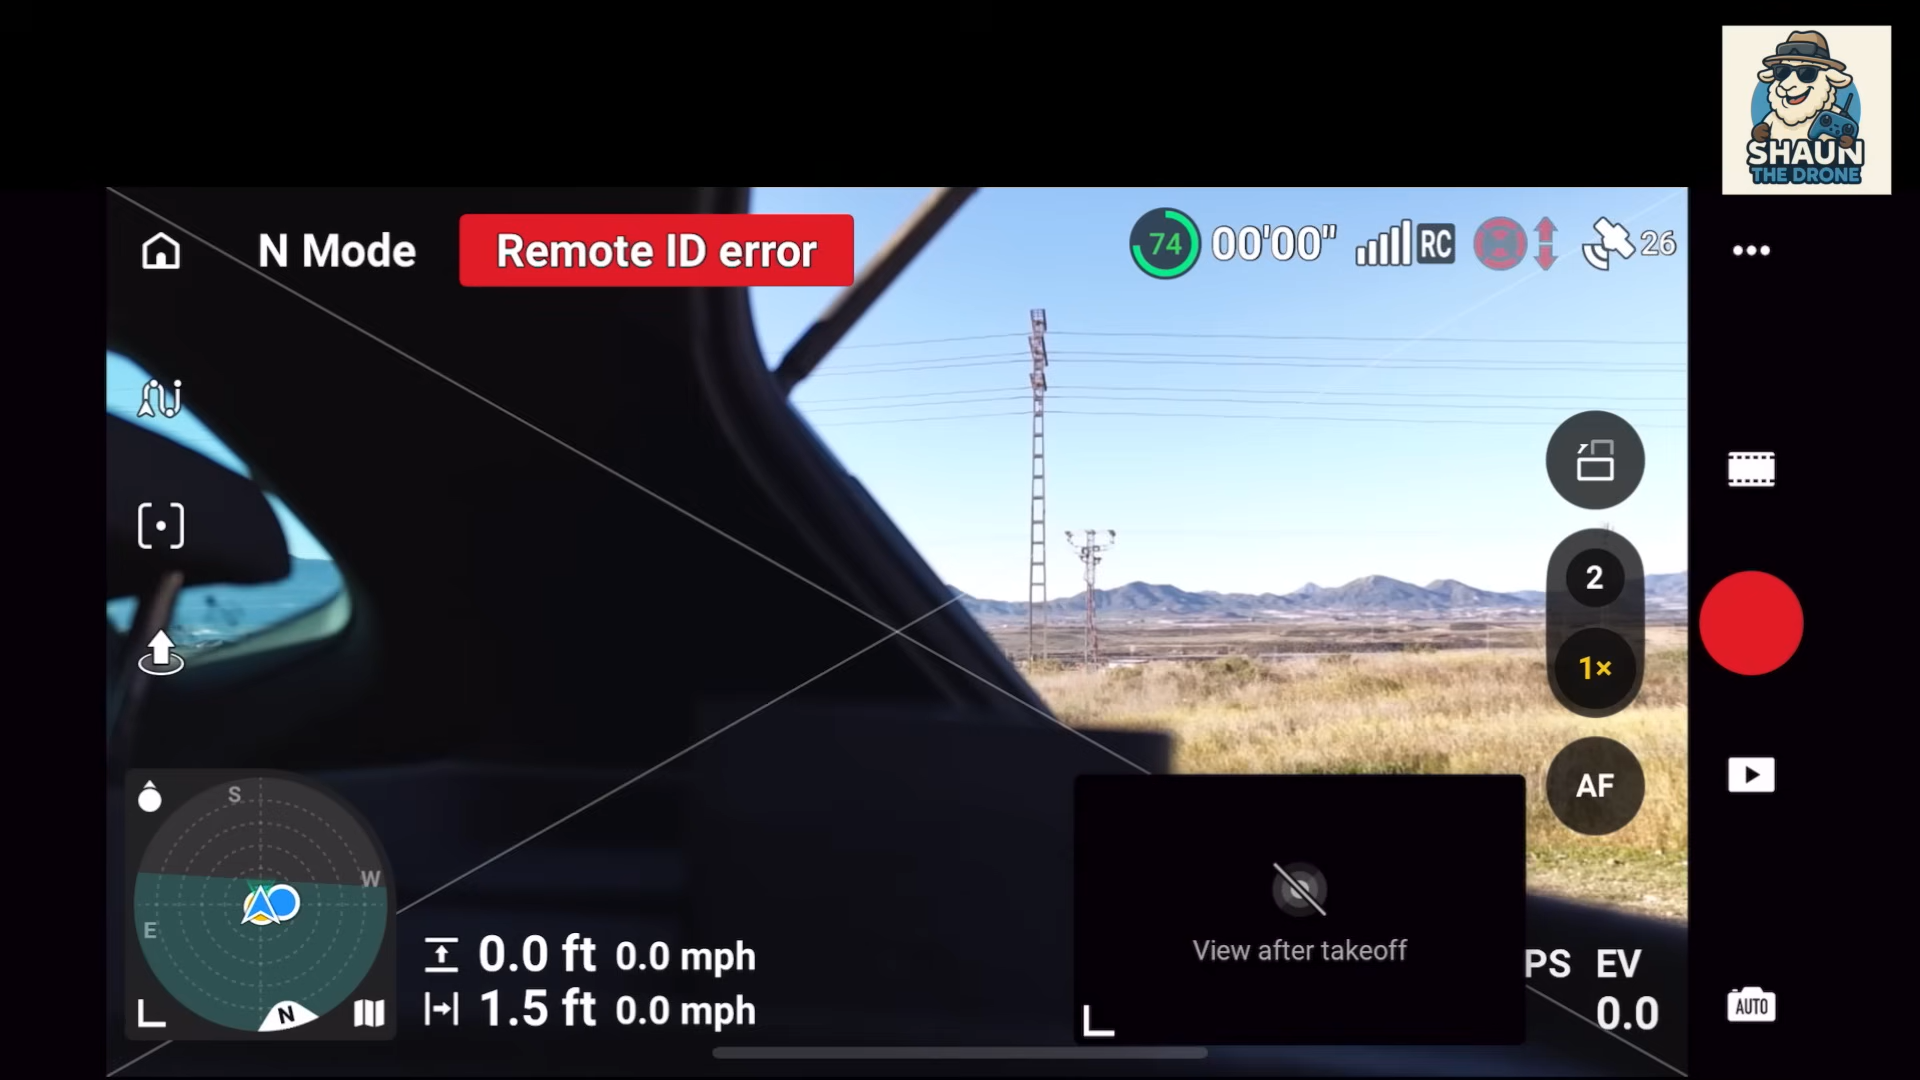 SHAUN
THE DRONE
N Mode
Remote ID error
74
00'00"
RC
26
2
1×
AF
S
W
E
N
0.0 ft 0.0 mph
1.5 ft 0.0 mph
View after takeoff
PS EV
0.0
AUTO